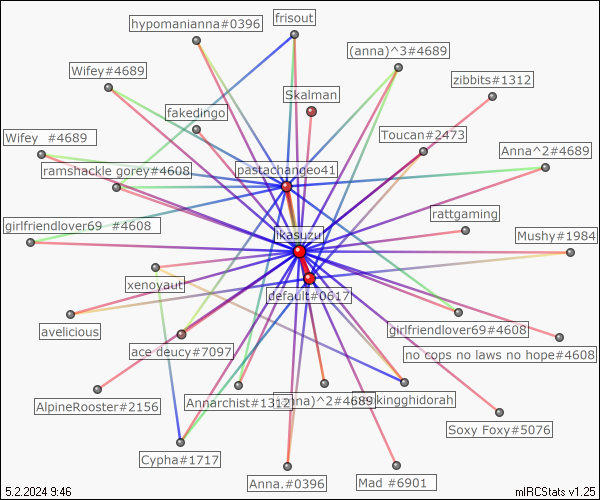 frisout
hypomanianna#0396
(anna)^3#4689
Wifey#4689
zibbits#1312
Skalman
fakedingo
Toucan#2473
Wifey #4689
Anna^2#4689
ramshackle gorey#4608
pastachangeo41
rattgaming
girlfriendlover69 #4608
jikasuzu
Mushy#1984
xenoyaut
default#0617
avelicious
girlfriendlover69#4608
ace deucy#7097
no cops no laws no hope#4608
AlpineRooster#2156
Annarchist#1312
nna)^2#4689
kingghidorah
Soxy Foxy#5076
Cypha#1717
Anna.#0396
Mad #6901
5.2.2024 9:46
mIRCStats v1.25